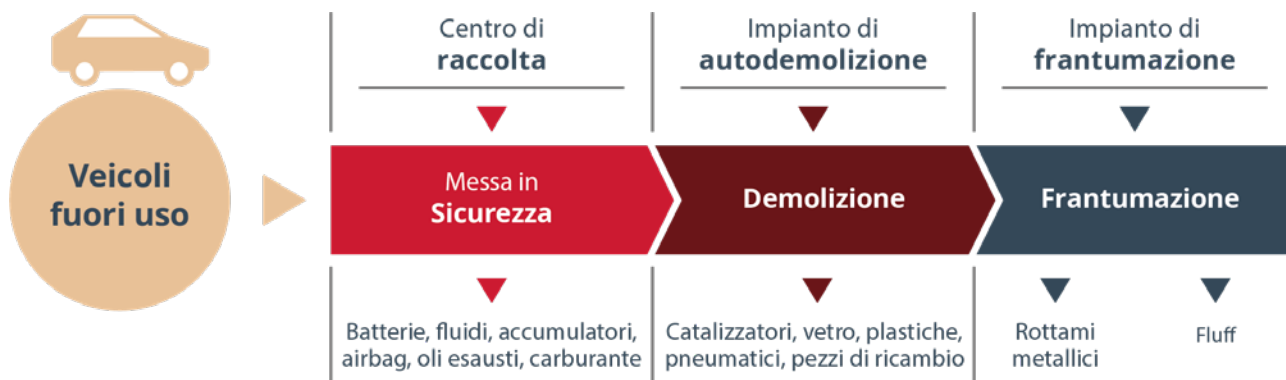 Veicoli
fuori uso
Centro di
raccolta
Messa in
Sicurezza
Batterie, fluidi, accumulatori,
airbag, oli esausti, carburante
Impianto di
autodemolizione
Demolizione
Catalizzatori, vetro, plastiche,
pneumatici, pezzi di ricambio
Impianto di
frantumazione
Frantumazione
Rottami
metallici
Fluff